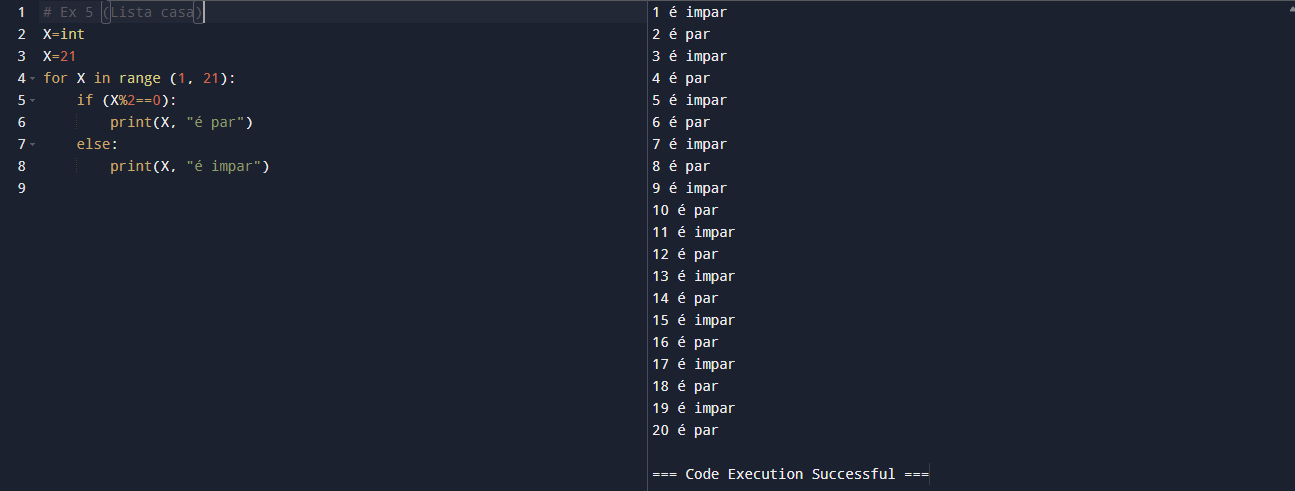 1 # Ex 5 (Lista casa)
2 X=int
3 X=21
4 for X in range (1, 21):
5     if (X%2==0):
6         print(X, "é par")
7     else:
8         print(X, "é impar")
9
1 é impar
2 é par
3 é impar
4 é par
5 é impar
6 é par
7 é impar
8 é par
9 é impar
10 é par
11 é impar
12 é par
13 é impar
14 é par
15 é impar
16 é par
17 é impar
18 é par
19 é impar
20 é par
=== Code Execution Successful ===